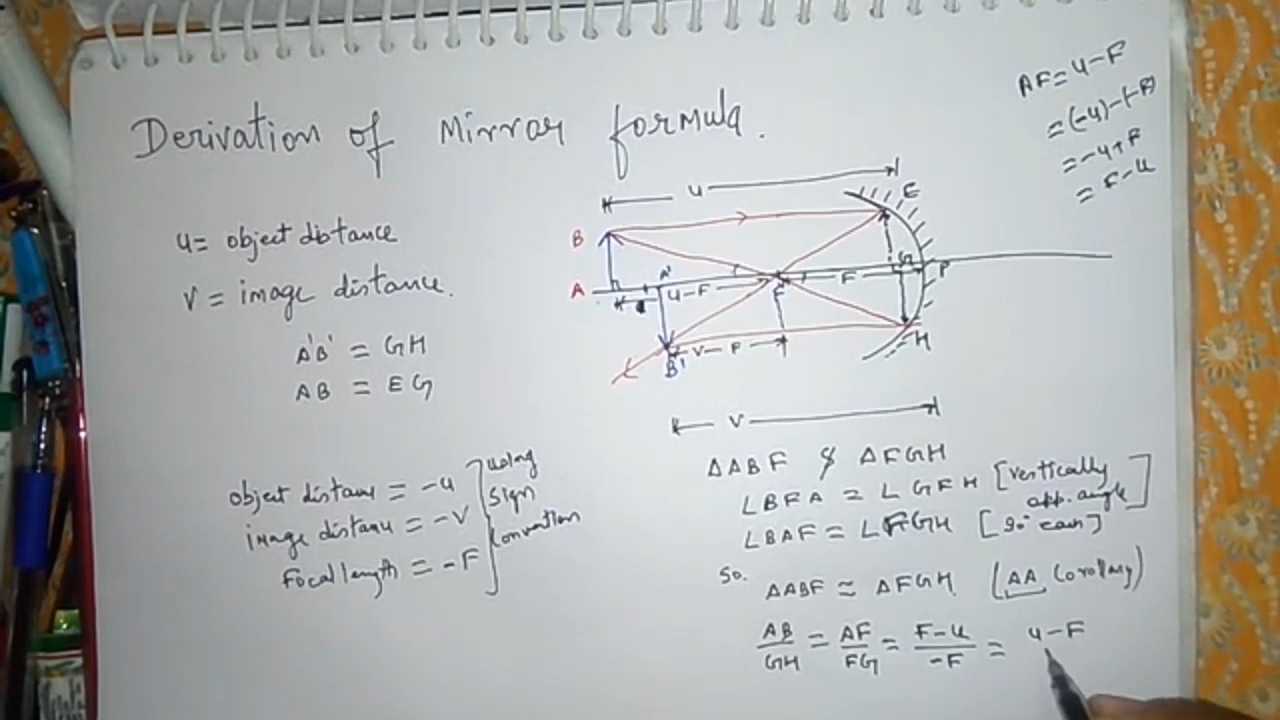 Derivation of Mirror formula.
AF = u-F
= (-u)-(-F)
= -u+F
= F-u
u= object distance
V = image distance.
A'B' = GH
AB = EG
object distance = -u
image distance = -V
Focal length = -F
using
sign
u
E
B
A
A'
u-F
F
F
G
P
V-F
B'
H
V
ΔABF & ΔFGH
∠BFA = ∠GFH [vertically
opp. angle]
∠BAF = ∠FGH [90° each]
So.
ΔABF ≈ ΔFGH (AA Corollary)
AB/GH = AF/FG = F-u/-F = u-F